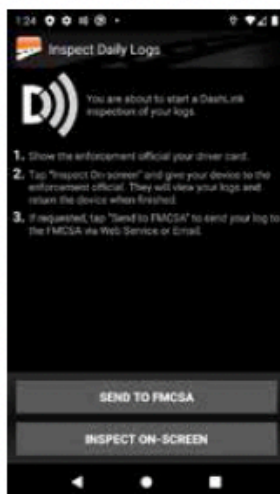 1:24
Inspect Daily Logs
D
You are about to start a DashLink
inspection of your logs.
1. Show the enforcement official your driver card.
2. Tap "Inspect On-screen" and give your device to the
enforcement official. They will view your logs and
return the device when finished.
3. If requested, tap "Send to FMCSA" to send your log to
the FMCSA via Web Service or Email.
SEND TO FMCSA
INSPECT ON-SCREEN